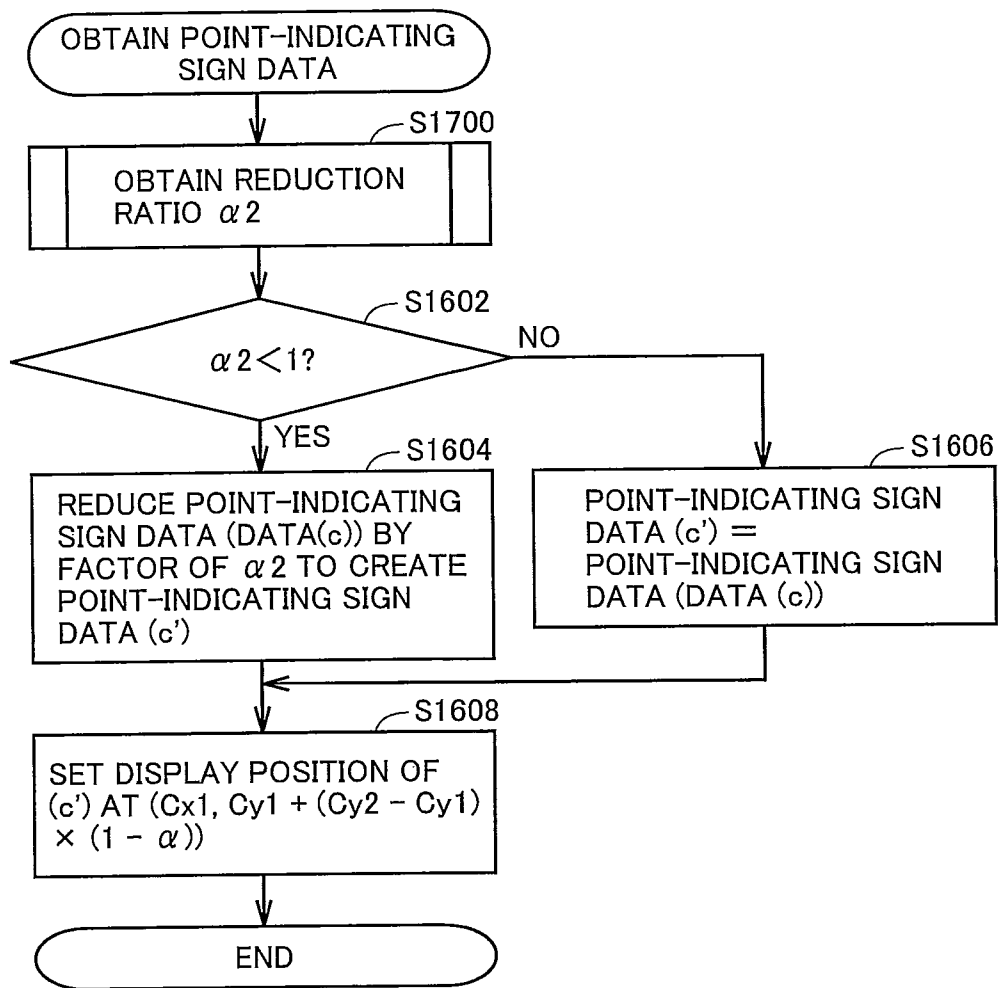 OBTAIN POINT-INDICATING
SIGN DATA
S1700
OBTAIN REDUCTION
RATIO α2
S1602
α2<1?
NO
YES
S1604
REDUCE POINT-INDICATING
SIGN DATA (DATA(c)) BY
FACTOR OF α2 TO CREATE
POINT-INDICATING SIGN
DATA (c')
S1606
POINT-INDICATING SIGN
DATA (c') =
POINT-INDICATING SIGN
DATA (DATA (c))
S1608
SET DISPLAY POSITION OF
(c') AT (Cx1, Cy1 + (Cy2 - Cy1)
× (1 - α))
END